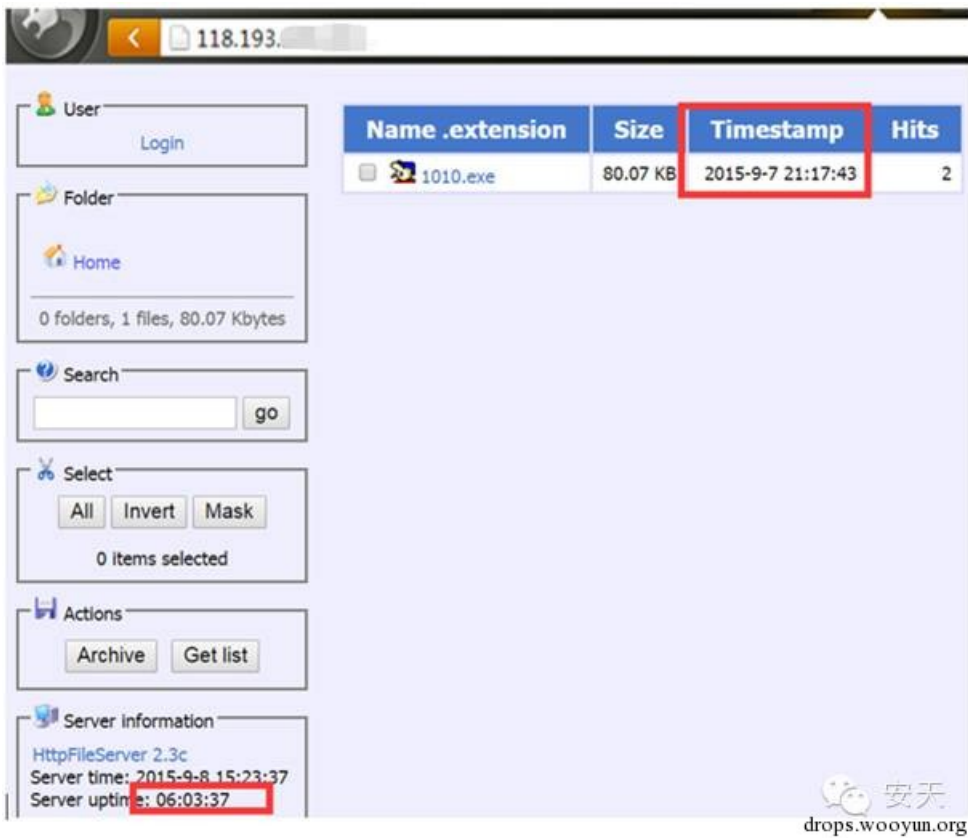 118.193.
User
Login
Folder
Home
0 folders, 1 files, 80.07 Kbytes
Search
go
Select
All Invert Mask
0 items selected
Actions
Archive Get list
Server information
HttpFileServer 2.3c
Server time: 2015-9-8 15:23:37
Server uptime: 06:03:37
Name .extension Size Timestamp Hits
1010.exe 80.07 KB 2015-9-7 21:17:43 2
安天
drops.wooyun.org